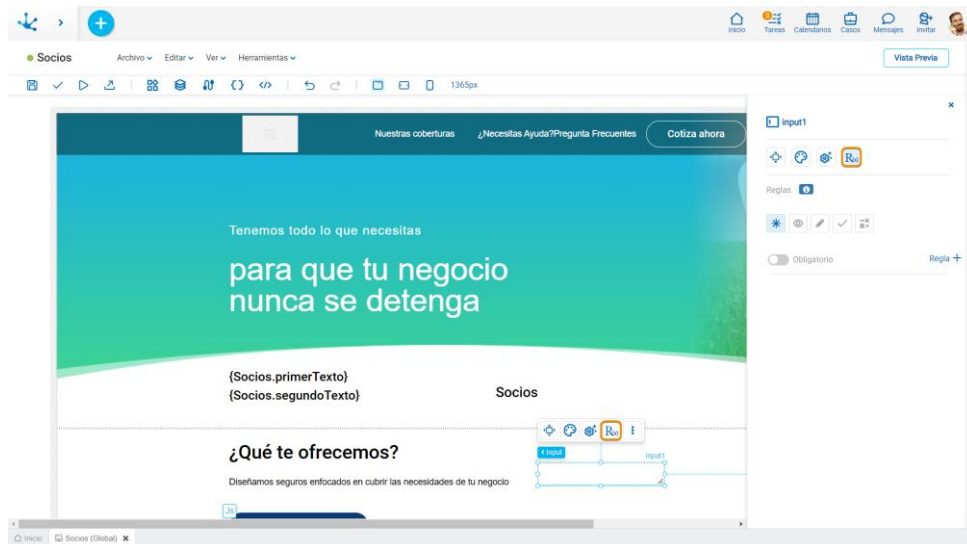 Inicio
Tareas
Calendarios
Casos
Mensajes
Invitar
Socios
Archivo
Editar
Ver
Herramientas
Vista Previa
1365px
Nuestras coberturas
¿Necesitas Ayuda?Pregunta Frecuentes
Cotiza ahora
Tenemos todo lo que necesitas
para que tu negocio
nunca se detenga
{Socios.primerTexto}
{Socios.segundoTexto}
Socios
¿Qué te ofrecemos?
Input
input1
Diseñamos seguros enfocados en cubrir las necesidades de tu negocio
Js
input1
Reglas
Obligatorio
Regla +
Inicio
Socios (Global)